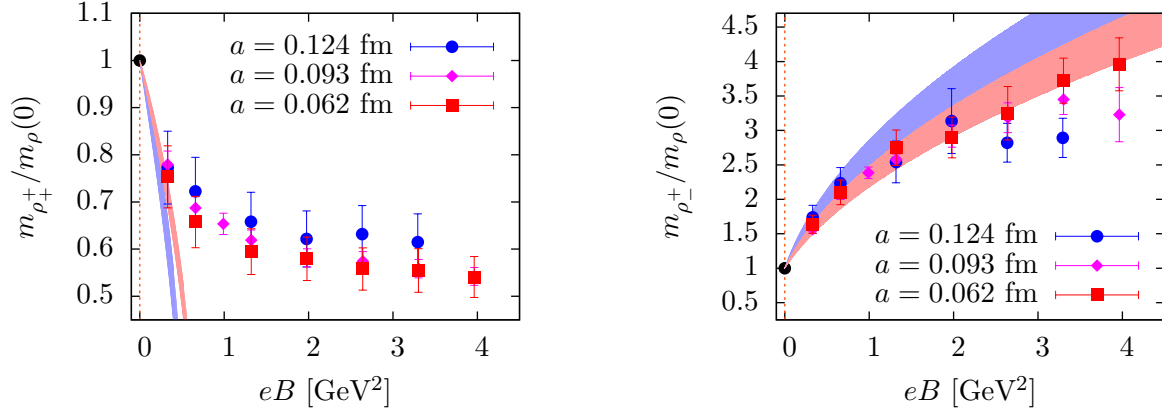 1.1
1
0.9
0.8
0.7
0.6
0.5
m_{ρ_+^+}/m_ρ(0)
a = 0.124 fm
a = 0.093 fm
a = 0.062 fm
0 1 2 3 4
eB [GeV²]
4.5
4
3.5
3
2.5
2
1.5
1
0.5
m_{ρ_-^+}/m_ρ(0)
a = 0.124 fm
a = 0.093 fm
a = 0.062 fm
0 1 2 3 4
eB [GeV²]